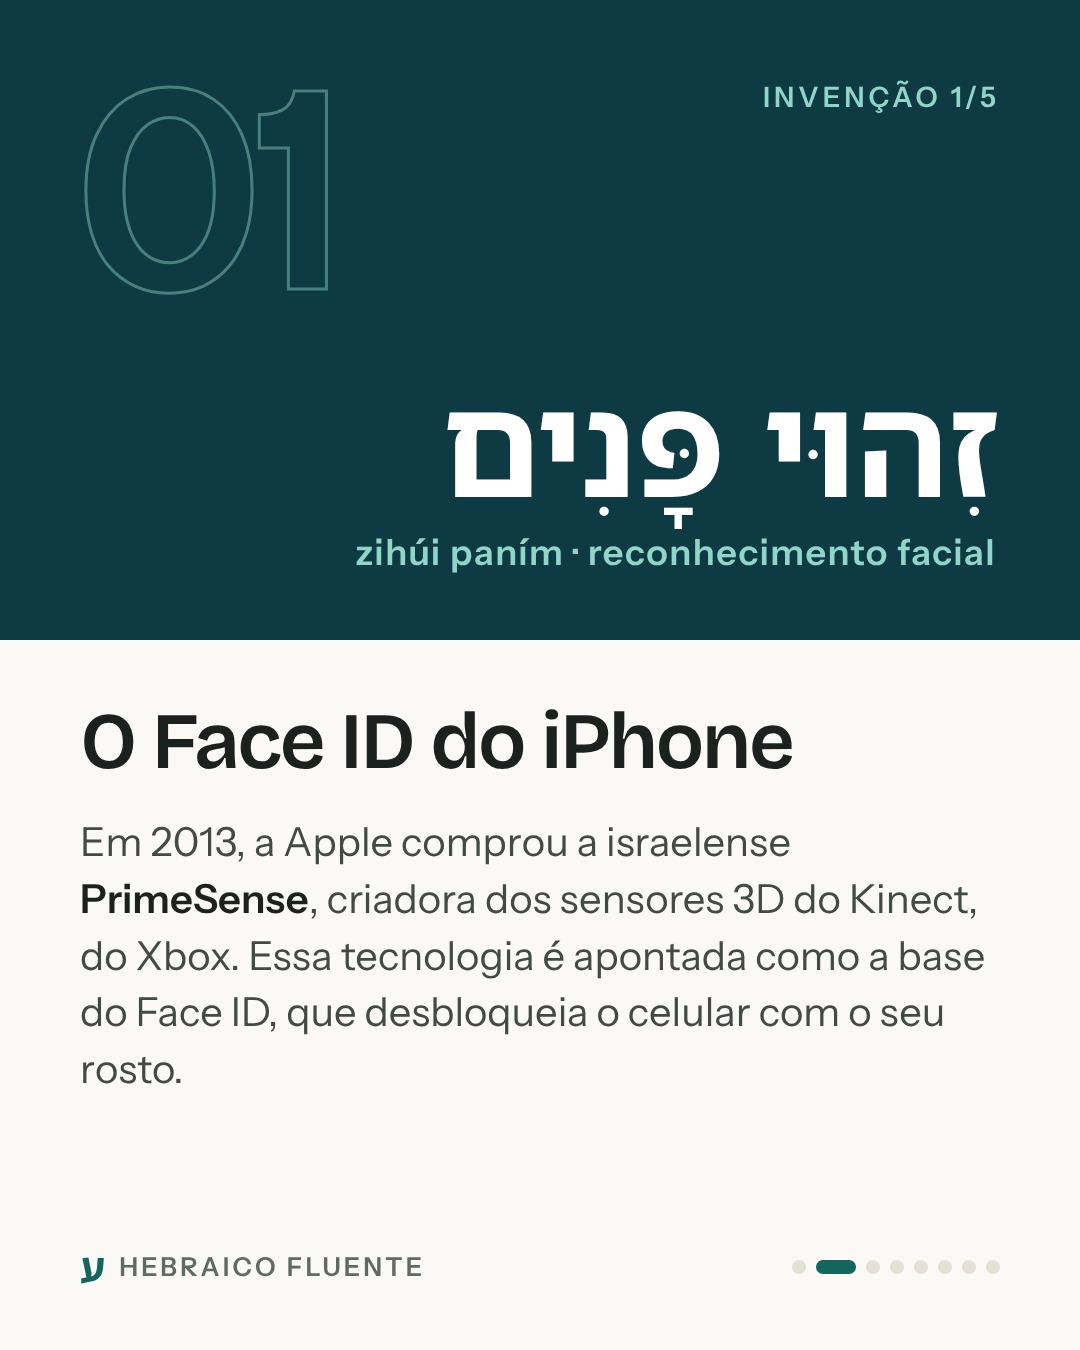 01
INVENÇÃO 1/5
זִהוּי פָּנִים
zihúi paním · reconhecimento facial
O Face ID do iPhone
Em 2013, a Apple comprou a israelense
PrimeSense, criadora dos sensores 3D do Kinect,
do Xbox. Essa tecnologia é apontada como a base
do Face ID, que desbloqueia o celular com o seu
rosto.
ע HEBRAICO FLUENTE